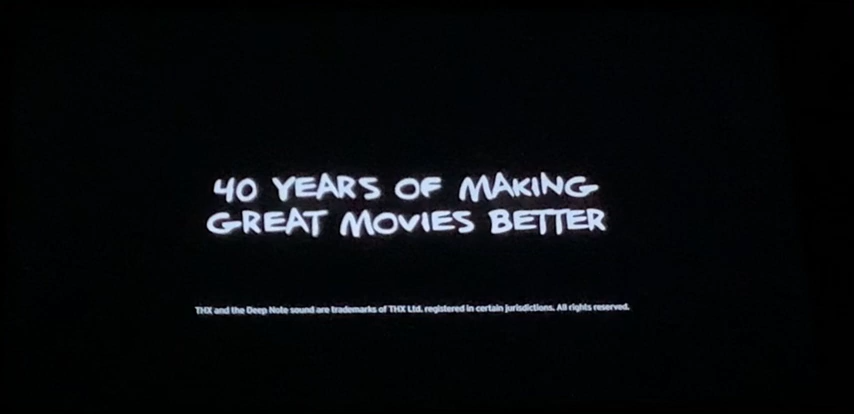 40 YEARS OF MAKING
GREAT MOVIES BETTER
THX and the Deep Note sound are trademarks of THX Ltd. registered in certain jurisdictions. All rights reserved.